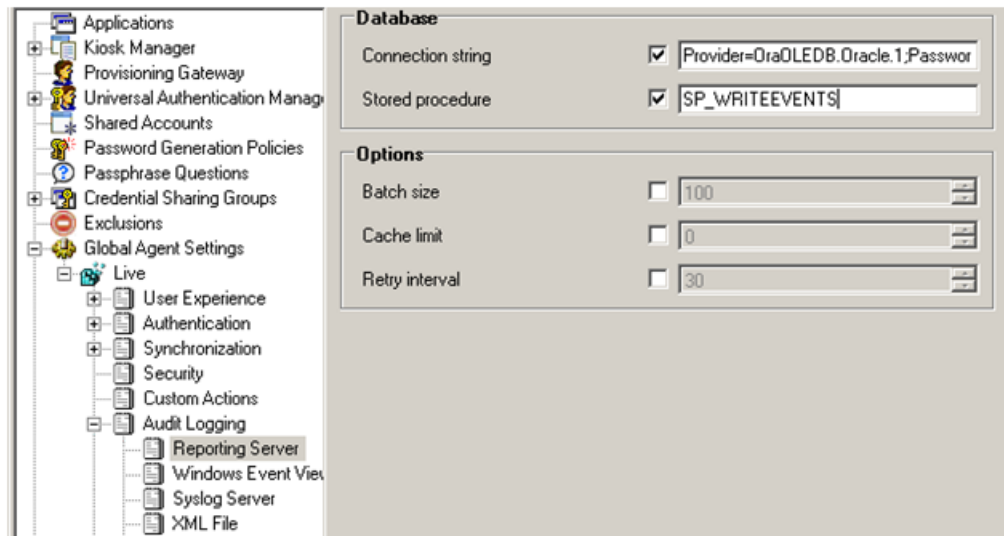 Applications
Kiosk Manager
Provisioning Gateway
Universal Authentication Manag
Shared Accounts
Password Generation Policies
Passphrase Questions
Credential Sharing Groups
Exclusions
Global Agent Settings
Live
User Experience
Authentication
Synchronization
Security
Custom Actions
Audit Logging
Reporting Server
Windows Event View
Syslog Server
XML File
Database
Connection string Provider=OraOLEDB.Oracle.1;Passwor
Stored procedure SP_WRITEEVENTS
Options
Batch size 100
Cache limit 0
Retry interval 30